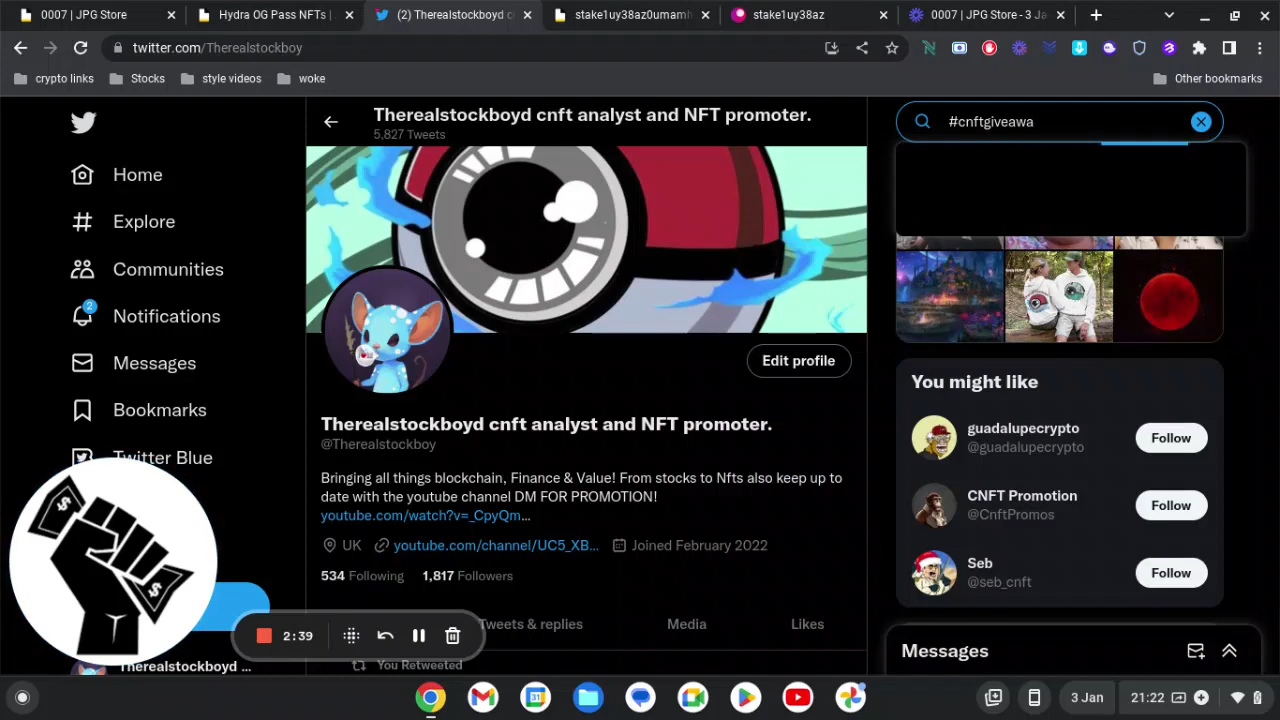 0007 | JPG Store
Hydra OG Pass NFTs |
(2) Therealstockboyd c
stake1uy38az0umamh
stake1uy38az
0007 | JPG Store - 3 Ja
twitter.com/Therealstockboy
crypto links
Stocks
style videos
woke
Other bookmarks
Home
Explore
Communities
2
Notifications
Messages
Bookmarks
Twitter Blue
Therealstockboyd ...
Therealstockboyd cnft analyst and NFT promoter.
5,827 Tweets
Edit profile
Therealstockboyd cnft analyst and NFT promoter.
@Therealstockboy
Bringing all things blockchain, Finance & Value! From stocks to Nfts also keep up to
date with the youtube channel DM FOR PROMOTION!
youtube.com/watch?v=_CpyQm...
UK
youtube.com/channel/UC5_XB...
Joined February 2022
534 Following
1,817 Followers
Tweets & replies
Media
Likes
You Retweeted
2:39
$
$
#cnftgiveawa
You might like
guadalupecrypto
@guadalupecrypto
Follow
CNFT Promotion
@CnftPromos
Follow
Seb
@seb_cnft
Follow
Messages
31
3 Jan
21:22